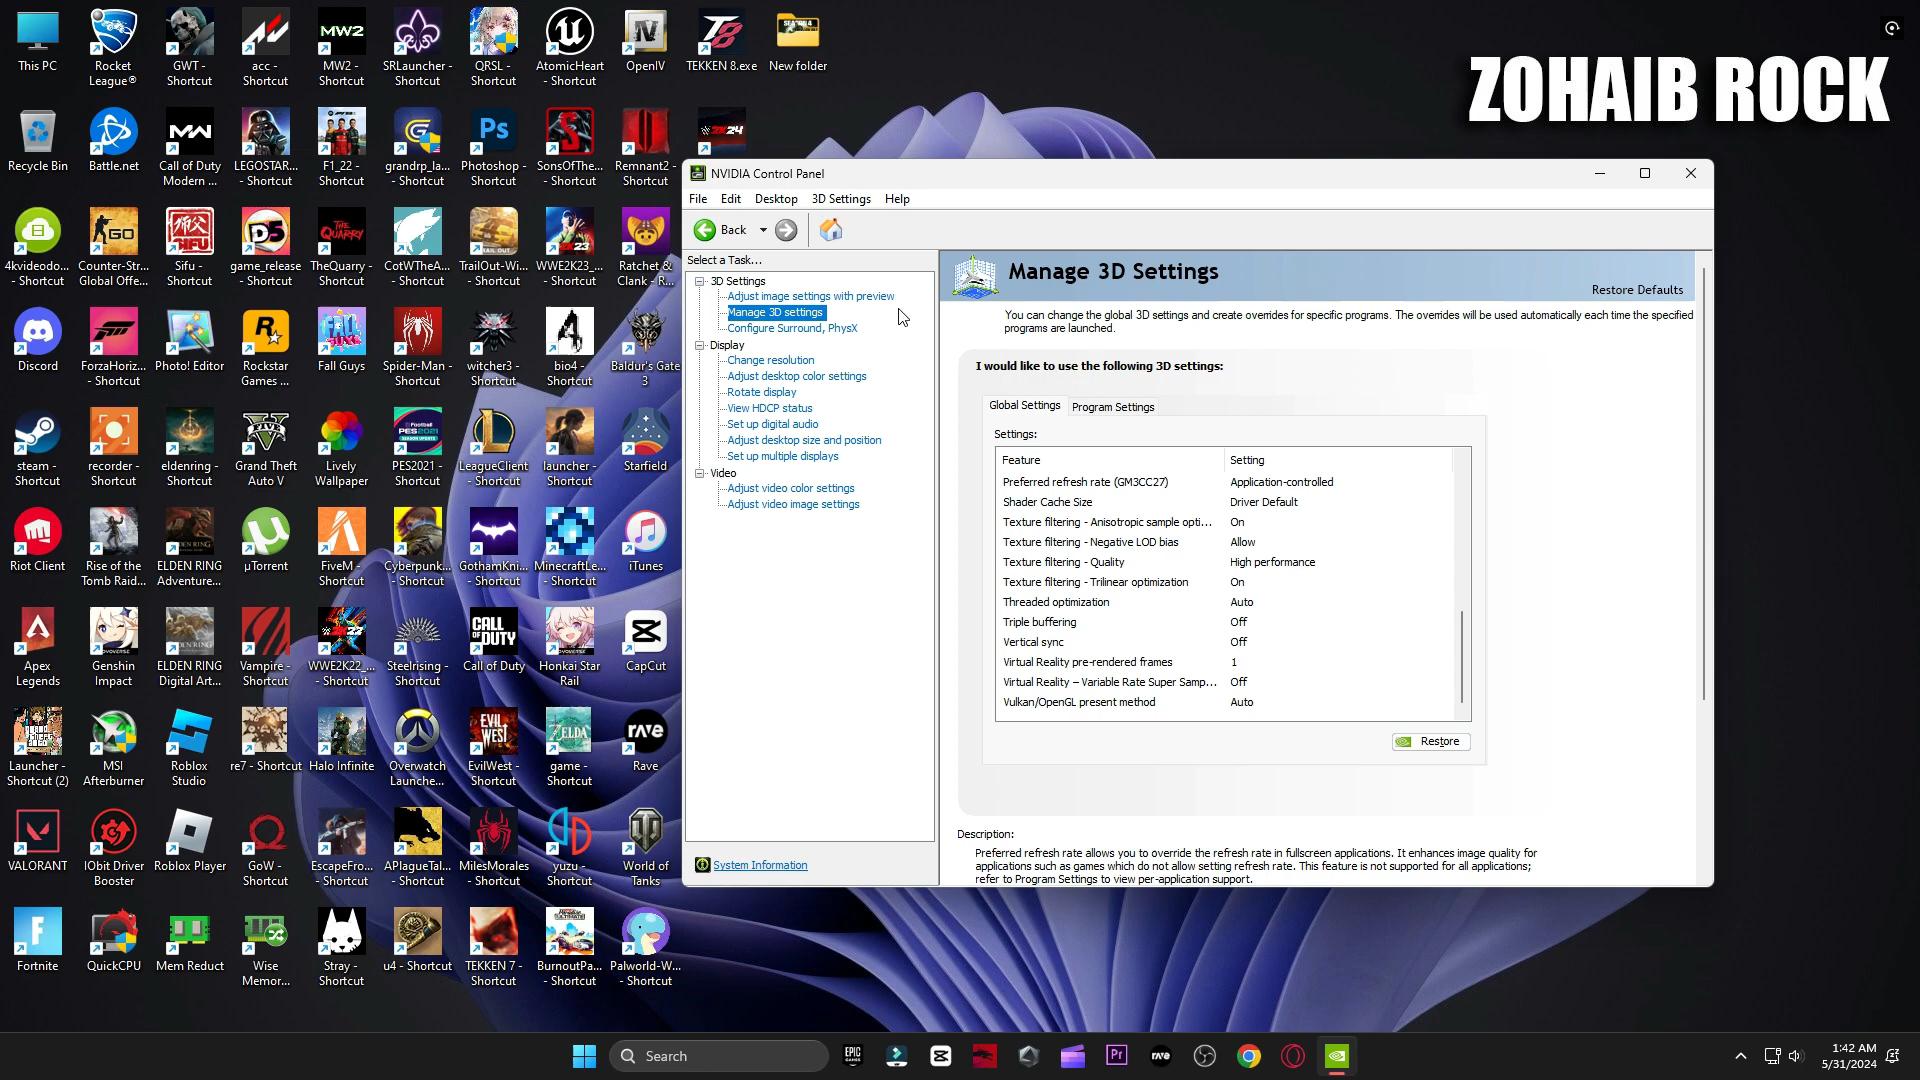 This PC
Rocket
League®
GWT -
Shortcut
acc -
Shortcut
MW2
MW2 -
Shortcut
SRLauncher -
Shortcut
QRSL -
Shortcut
AtomicHeart
- Shortcut
OpenIV
TEKKEN 8.exe
New folder
ZOHAIB ROCK
Recycle Bin
Battle.net
Call of Duty
Modern ...
LEGOSTAR...
- Shortcut
F1_22 -
Shortcut
grandrp_la...
- Shortcut
Ps
Photoshop -
Shortcut
SonsOfThe...
- Shortcut
Remnant2 -
Shortcut
2K24
4kvideodo...
- Shortcut
GO
Counter-Str...
Global Offe...
Sifu -
Shortcut
D5
game_release
- Shortcut
TheQuarry -
Shortcut
CotWTheA...
- Shortcut
TrailOut-Wi...
- Shortcut
2K23
WWE2K23_...
- Shortcut
Ratchet &
Clank - R...
Discord
ForzaHoriz...
- Shortcut
Photo! Editor
Rockstar
Games ...
Fall Guys
Spider-Man -
Shortcut
witcher3 -
Shortcut
bio4 -
Shortcut
Baldur's Gate
3
steam -
Shortcut
recorder -
Shortcut
eldenring -
Shortcut
Grand Theft
Auto V
Lively
Wallpaper
PES2021 -
Shortcut
LeagueClient
- Shortcut
launcher -
Shortcut
Starfield
Riot Client
Rise of the
Tomb Raid...
ELDEN RING
Adventure...
µTorrent
FiveM -
Shortcut
Cyberpunk...
- Shortcut
GothamKni...
- Shortcut
MinecraftLe...
- Shortcut
iTunes
Apex
Legends
Genshin
Impact
ELDEN RING
Digital Art...
Vampire -
Shortcut
WWE2K22_...
- Shortcut
Steelrising -
Shortcut
CALL OF DUTY
Call of Duty
Honkai Star
Rail
CapCut
Launcher -
Shortcut (2)
MSI
Afterburner
Roblox
Studio
re7 - Shortcut
Halo Infinite
Overwatch
Launche...
EVIL WEST
EvilWest -
Shortcut
ZELDA
game -
Shortcut
rave
Rave
VALORANT
IObit Driver
Booster
Roblox Player
GoW -
Shortcut
EscapeFro...
- Shortcut
APlagueTal...
- Shortcut
MilesMorales
- Shortcut
yuzu -
Shortcut
World of
Tanks
Fortnite
QuickCPU
Mem Reduct
Wise
Memor...
Stray -
Shortcut
u4 - Shortcut
TEKKEN 7 -
Shortcut
BurnoutPa...
- Shortcut
Palworld-W...
- Shortcut
NVIDIA Control Panel
File Edit Desktop 3D Settings Help
Back
Select a Task...
3D Settings
Adjust image settings with preview
Manage 3D settings
Configure Surround, PhysX
Display
Change resolution
Adjust desktop color settings
Rotate display
View HDCP status
Set up digital audio
Adjust desktop size and position
Set up multiple displays
Video
Adjust video color settings
Adjust video image settings
System Information
Manage 3D Settings
Restore Defaults
You can change the global 3D settings and create overrides for specific programs. The overrides will be used automatically each time the specified
programs are launched.
I would like to use the following 3D settings:
Global Settings Program Settings
Settings:
Feature Setting
Preferred refresh rate (GM3CC27) Application-controlled
Shader Cache Size Driver Default
Texture filtering - Anisotropic sample opti... On
Texture filtering - Negative LOD bias Allow
Texture filtering - Quality High performance
Texture filtering - Trilinear optimization On
Threaded optimization Auto
Triple buffering Off
Vertical sync Off
Virtual Reality pre-rendered frames 1
Virtual Reality – Variable Rate Super Samp... Off
Vulkan/OpenGL present method Auto
Restore
Description:
Preferred refresh rate allows you to override the refresh rate in fullscreen applications. It enhances image quality for
applications such as games which do not allow setting refresh rate. This feature is not supported for all applications;
refer to Program Settings to view per-application support.
Search
EPIC GAMES
Pr
rave
1:42 AM
5/31/2024